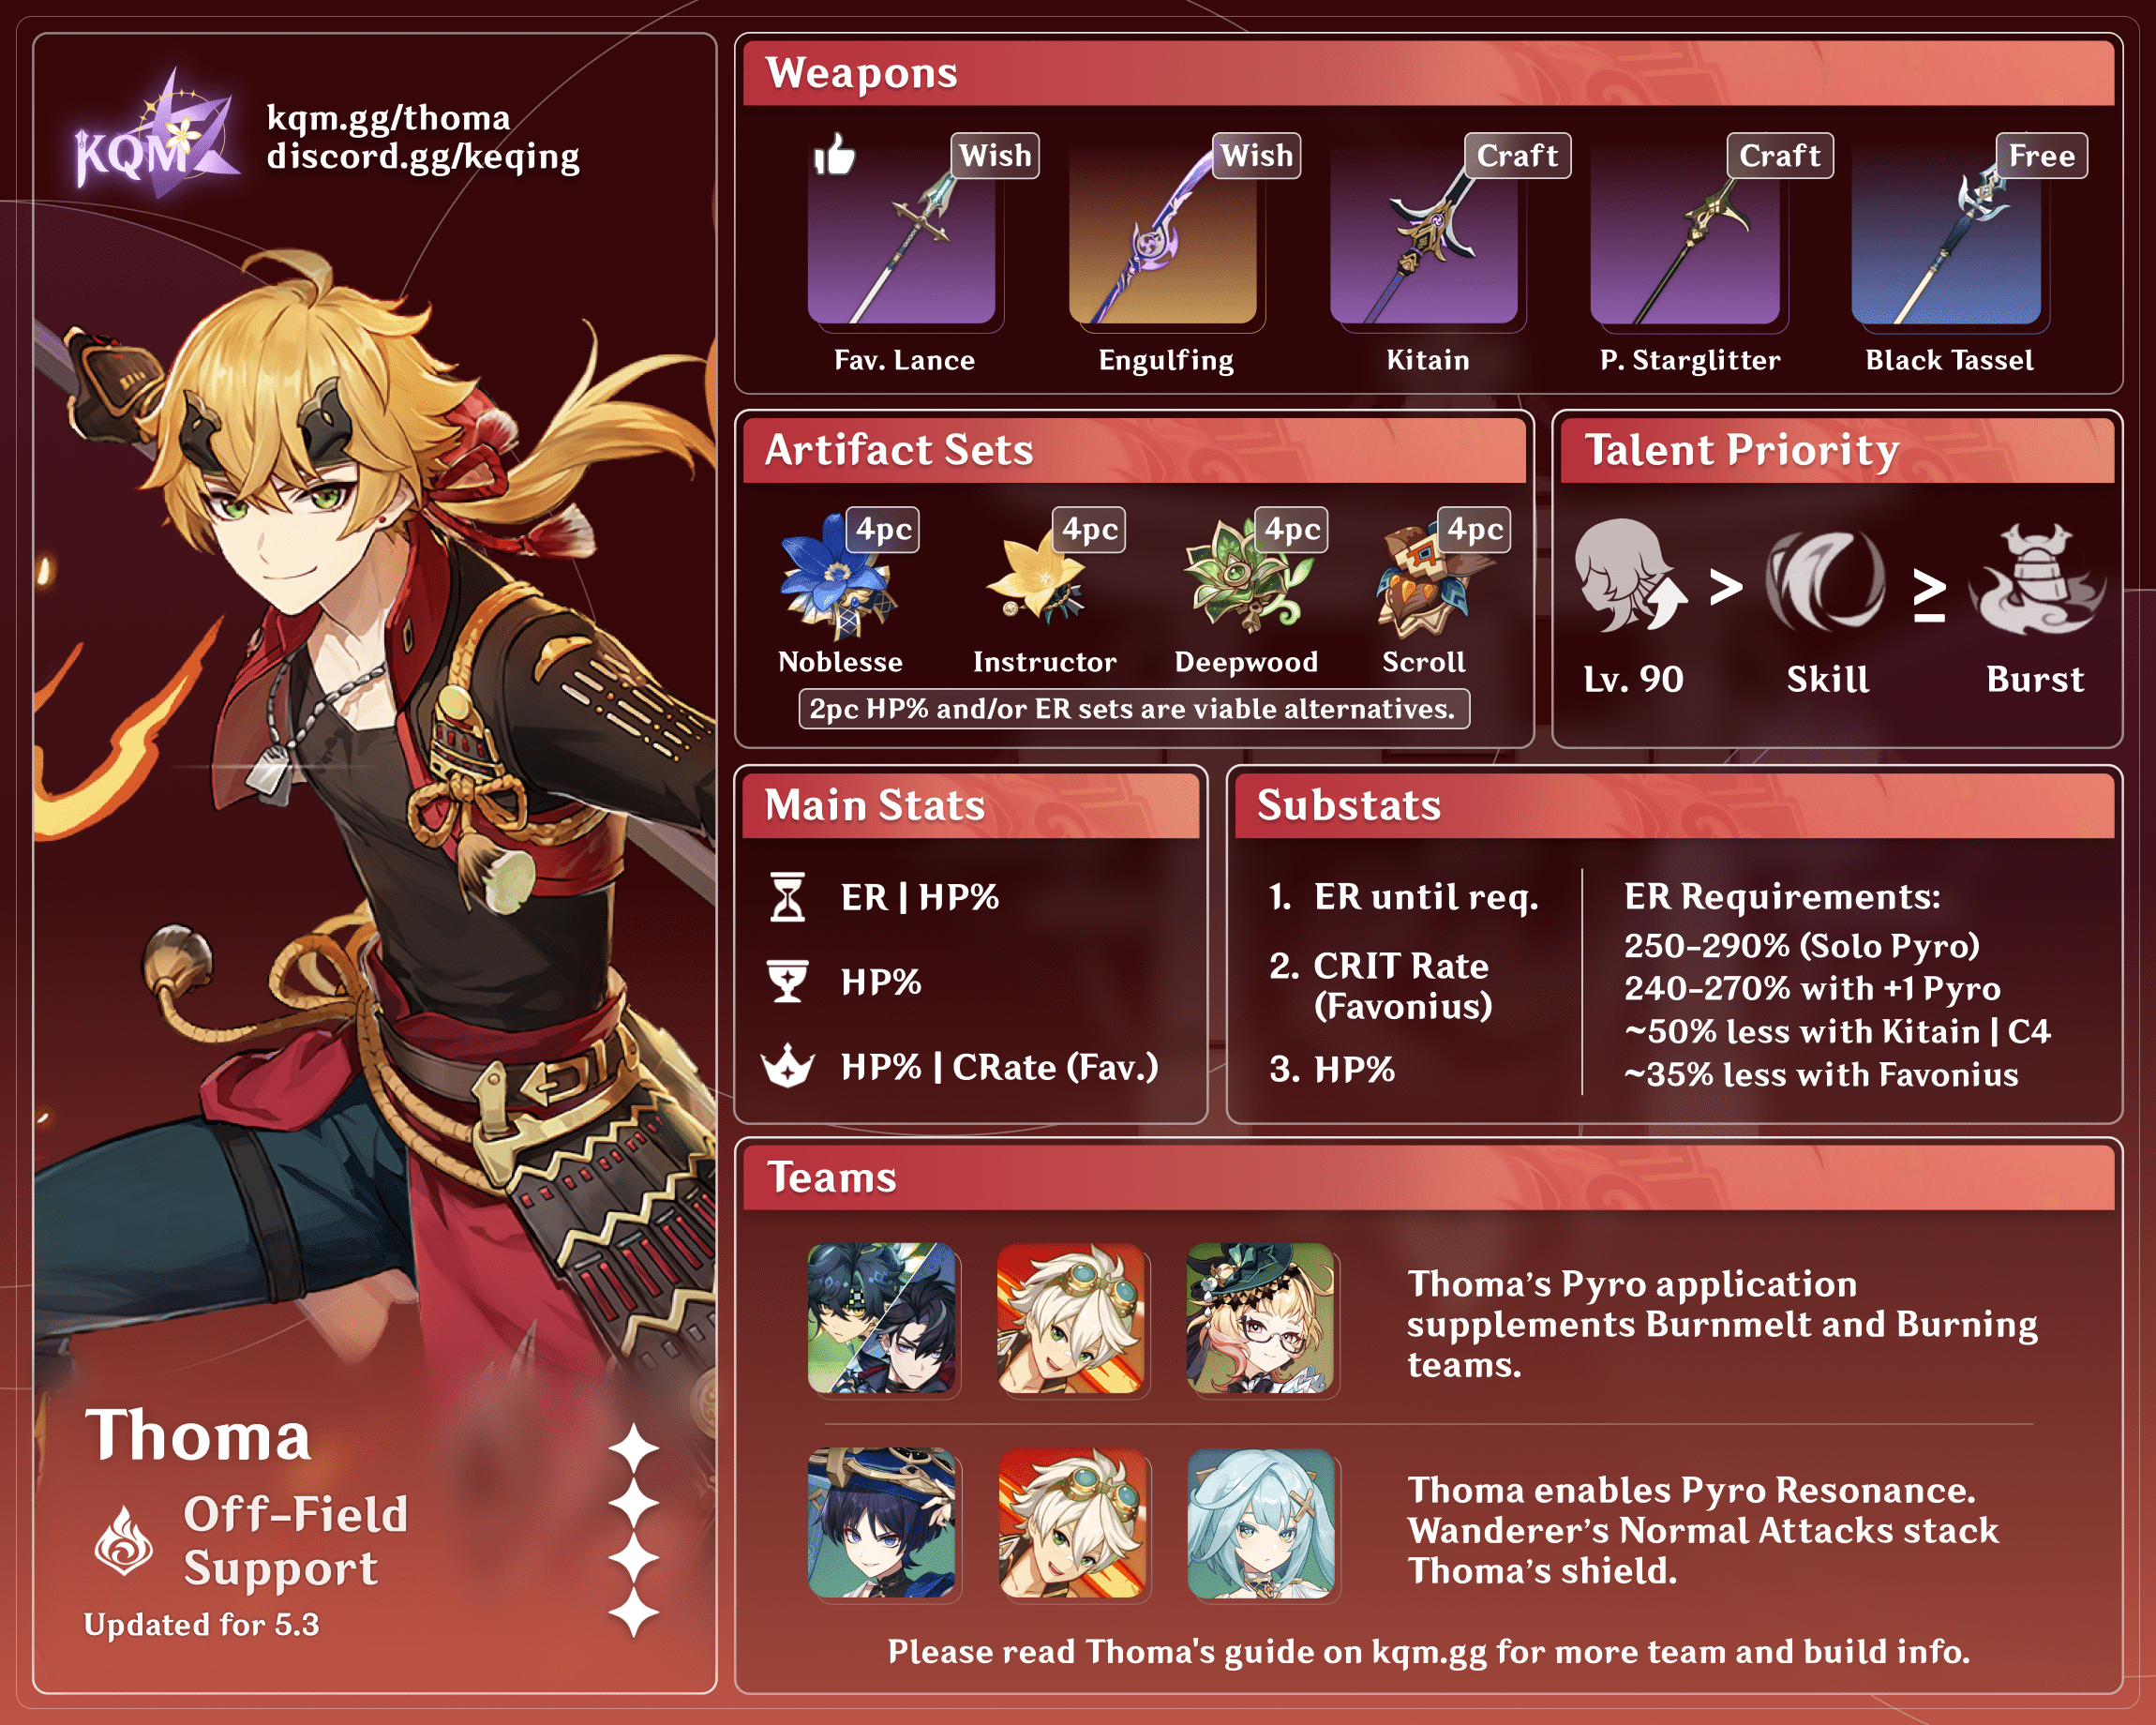 KQM
kqm.gg/thoma
discord.gg/keqing
Thoma
Off-Field
Support
Updated for 5.3
Weapons
Wish
Wish
Craft
Craft
Free
Fav. Lance
Engulfing
Kitain
P. Starglitter
Black Tassel
Artifact Sets
4pc
4pc
4pc
4pc
Noblesse
Instructor
Deepwood
Scroll
2pc HP% and/or ER sets are viable alternatives.
Talent Priority
> ≥
Lv. 90
Skill
Burst
Main Stats
ER | HP%
HP%
HP% | CRate (Fav.)
Substats
1. ER until req.
2. CRIT Rate
(Favonius)
3. HP%
ER Requirements:
250-290% (Solo Pyro)
240-270% with +1 Pyro
~50% less with Kitain | C4
~35% less with Favonius
Teams
Thoma's Pyro application
supplements Burnmelt and Burning
teams.
Thoma enables Pyro Resonance.
Wanderer's Normal Attacks stack
Thoma's shield.
Please read Thoma's guide on kqm.gg for more team and build info.